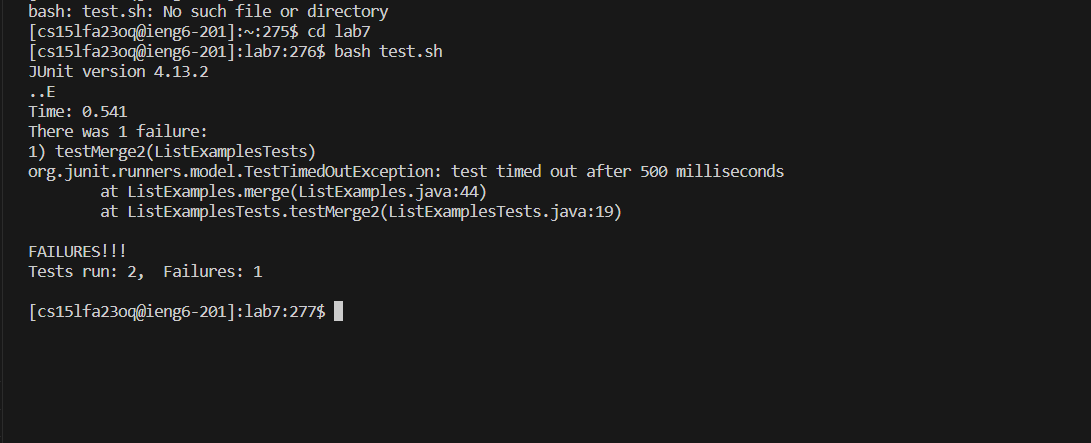 bash: test.sh: No such file or directory
[cs15lfa23oq@ieng6-201]:~:275$ cd lab7
[cs15lfa23oq@ieng6-201]:lab7:276$ bash test.sh
JUnit version 4.13.2
..E
Time: 0.541
There was 1 failure:
1) testMerge2(ListExamplesTests)
org.junit.runners.model.TestTimedOutException: test timed out after 500 milliseconds
        at ListExamples.merge(ListExamples.java:44)
        at ListExamplesTests.testMerge2(ListExamplesTests.java:19)

FAILURES!!!
Tests run: 2,  Failures: 1

[cs15lfa23oq@ieng6-201]:lab7:277$